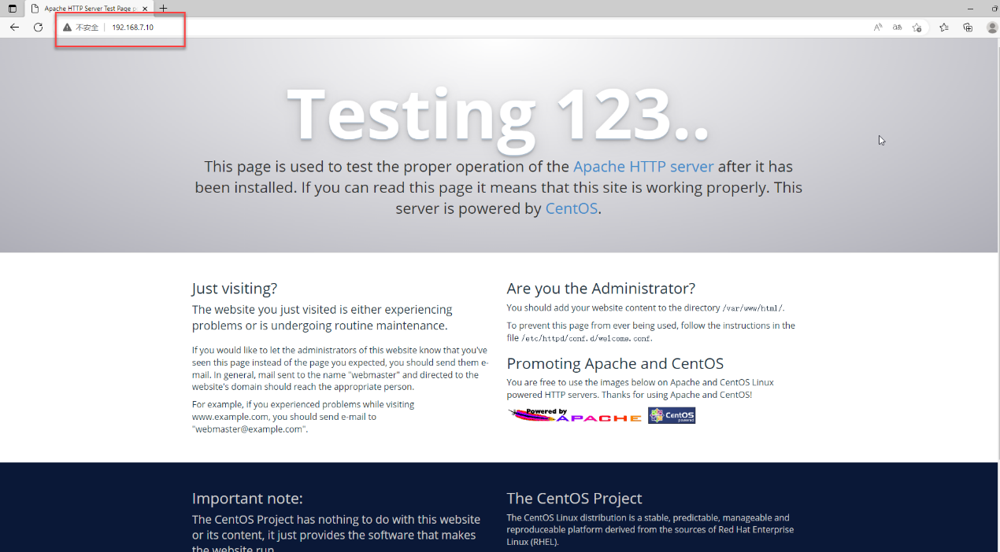 Apache HTTP Server Test Page p
不安全
192.168.7.10
Testing 123..
This page is used to test the proper operation of the Apache HTTP server after it has
been installed. If you can read this page it means that this site is working properly. This
server is powered by CentOS.
Just visiting?
The website you just visited is either experiencing
problems or is undergoing routine maintenance.
If you would like to let the administrators of this website know that you've
seen this page instead of the page you expected, you should send them e-
mail. In general, mail sent to the name "webmaster" and directed to the
website's domain should reach the appropriate person.
For example, if you experienced problems while visiting
www.example.com, you should send e-mail to
"webmaster@example.com".
Are you the Administrator?
You should add your website content to the directory /var/www/html/.
To prevent this page from ever being used, follow the instructions in the
file /etc/httpd/conf.d/welcome.conf.
Promoting Apache and CentOS
You are free to use the images below on Apache and CentOS Linux
powered HTTP servers. Thanks for using Apache and CentOS!
Powered by
APACHE
CentOS
powered
Important note:
The CentOS Project has nothing to do with this website
or its content, it just provides the software that makes
the website run.
The CentOS Project
The CentOS Linux distribution is a stable, predictable, manageable and
reproduceable platform derived from the sources of Red Hat Enterprise
Linux (RHEL).